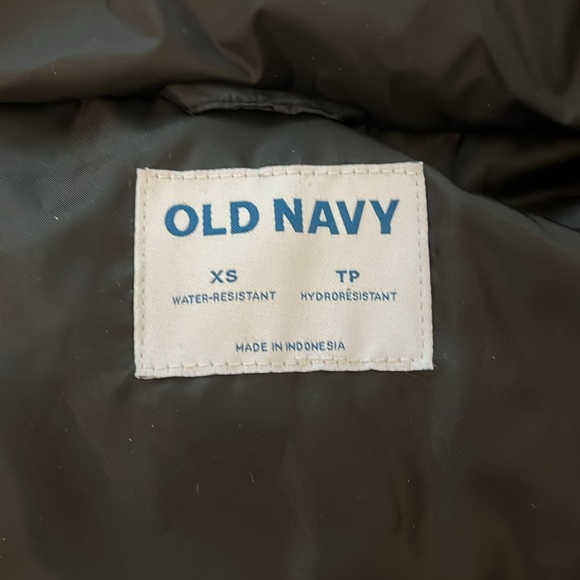 OLD NAVY
XS TP
WATER-RESISTANT HYDRORÉSISTANT
MADE IN INDONESIA